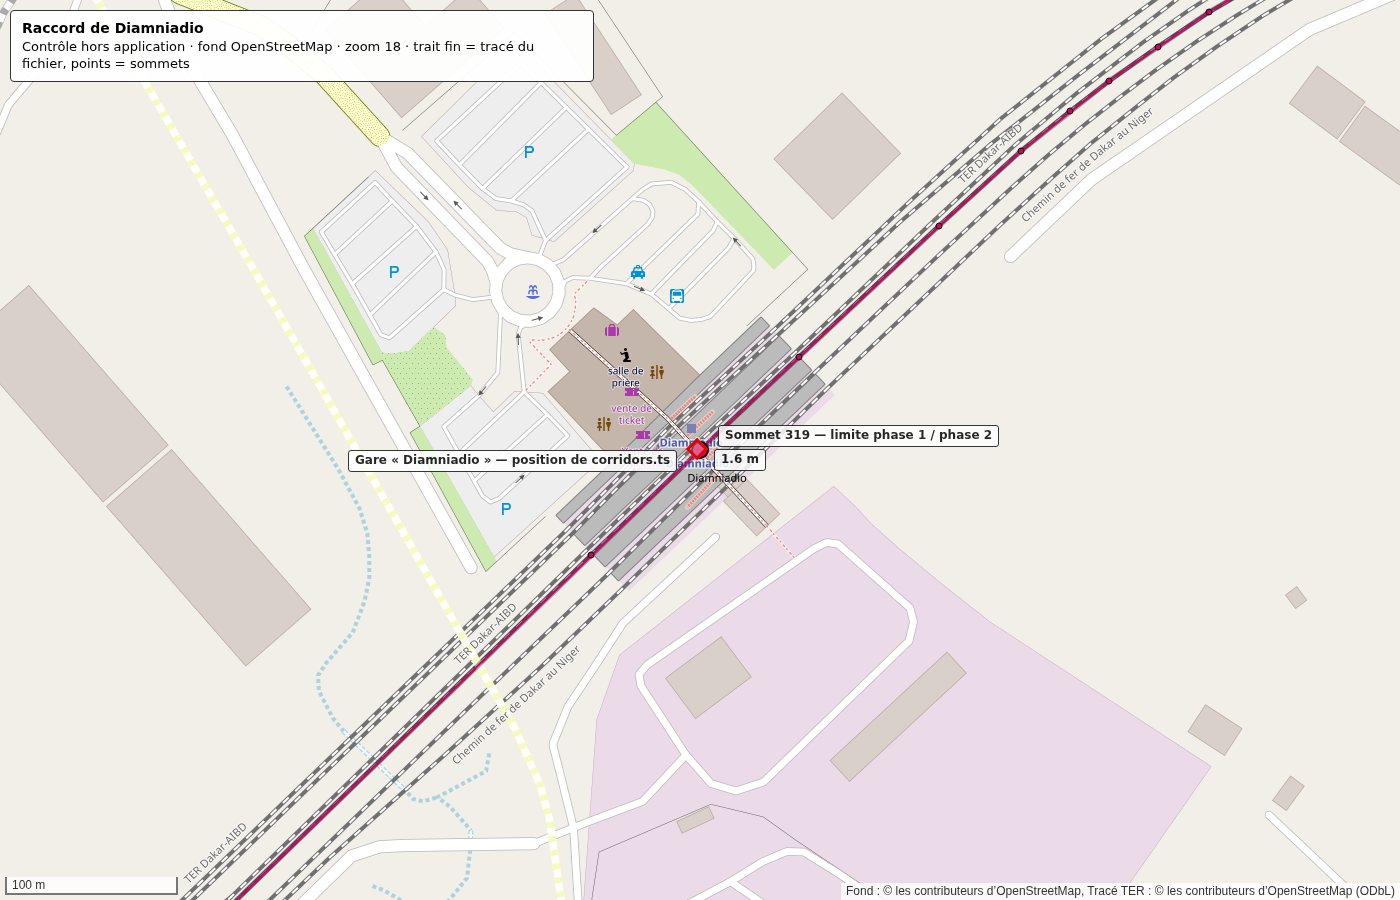 Raccord de Diamniadio
Contrôle hors application · fond OpenStreetMap · zoom 18 · trait fin = tracé du
fichier, points = sommets
TER Dakar-AIBD
Chemin de fer de Dakar au Niger
P
P
salle de
prière
vente de
ticket
Sommet 319 — limite phase 1 / phase 2
Gare « Diamniadio » — position de corridors.ts
1.6 m
Diamniadio
P
TER Dakar-AIBD
Chemin de fer de Dakar au Niger
TER Dakar-AIBD
100 m
Fond : © les contributeurs d’OpenStreetMap, Tracé TER : © les contributeurs d’OpenStreetMap (ODbL)